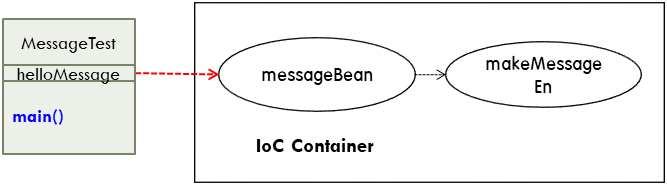 MessageTest
helloMessage
main()
messageBean
makeMessage
En
IoC Container